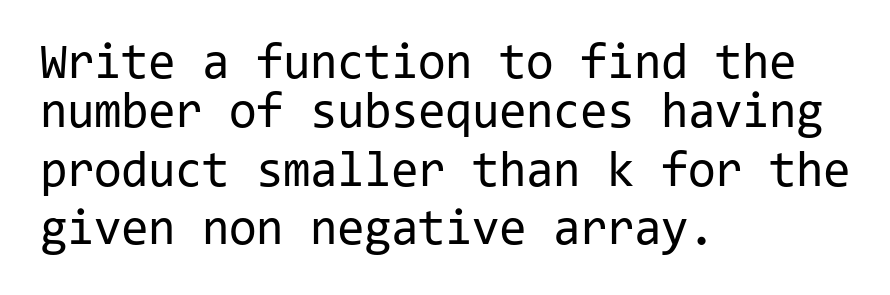 Write a function to find the
number of subsequences having
product smaller than k for the
given non negative array.